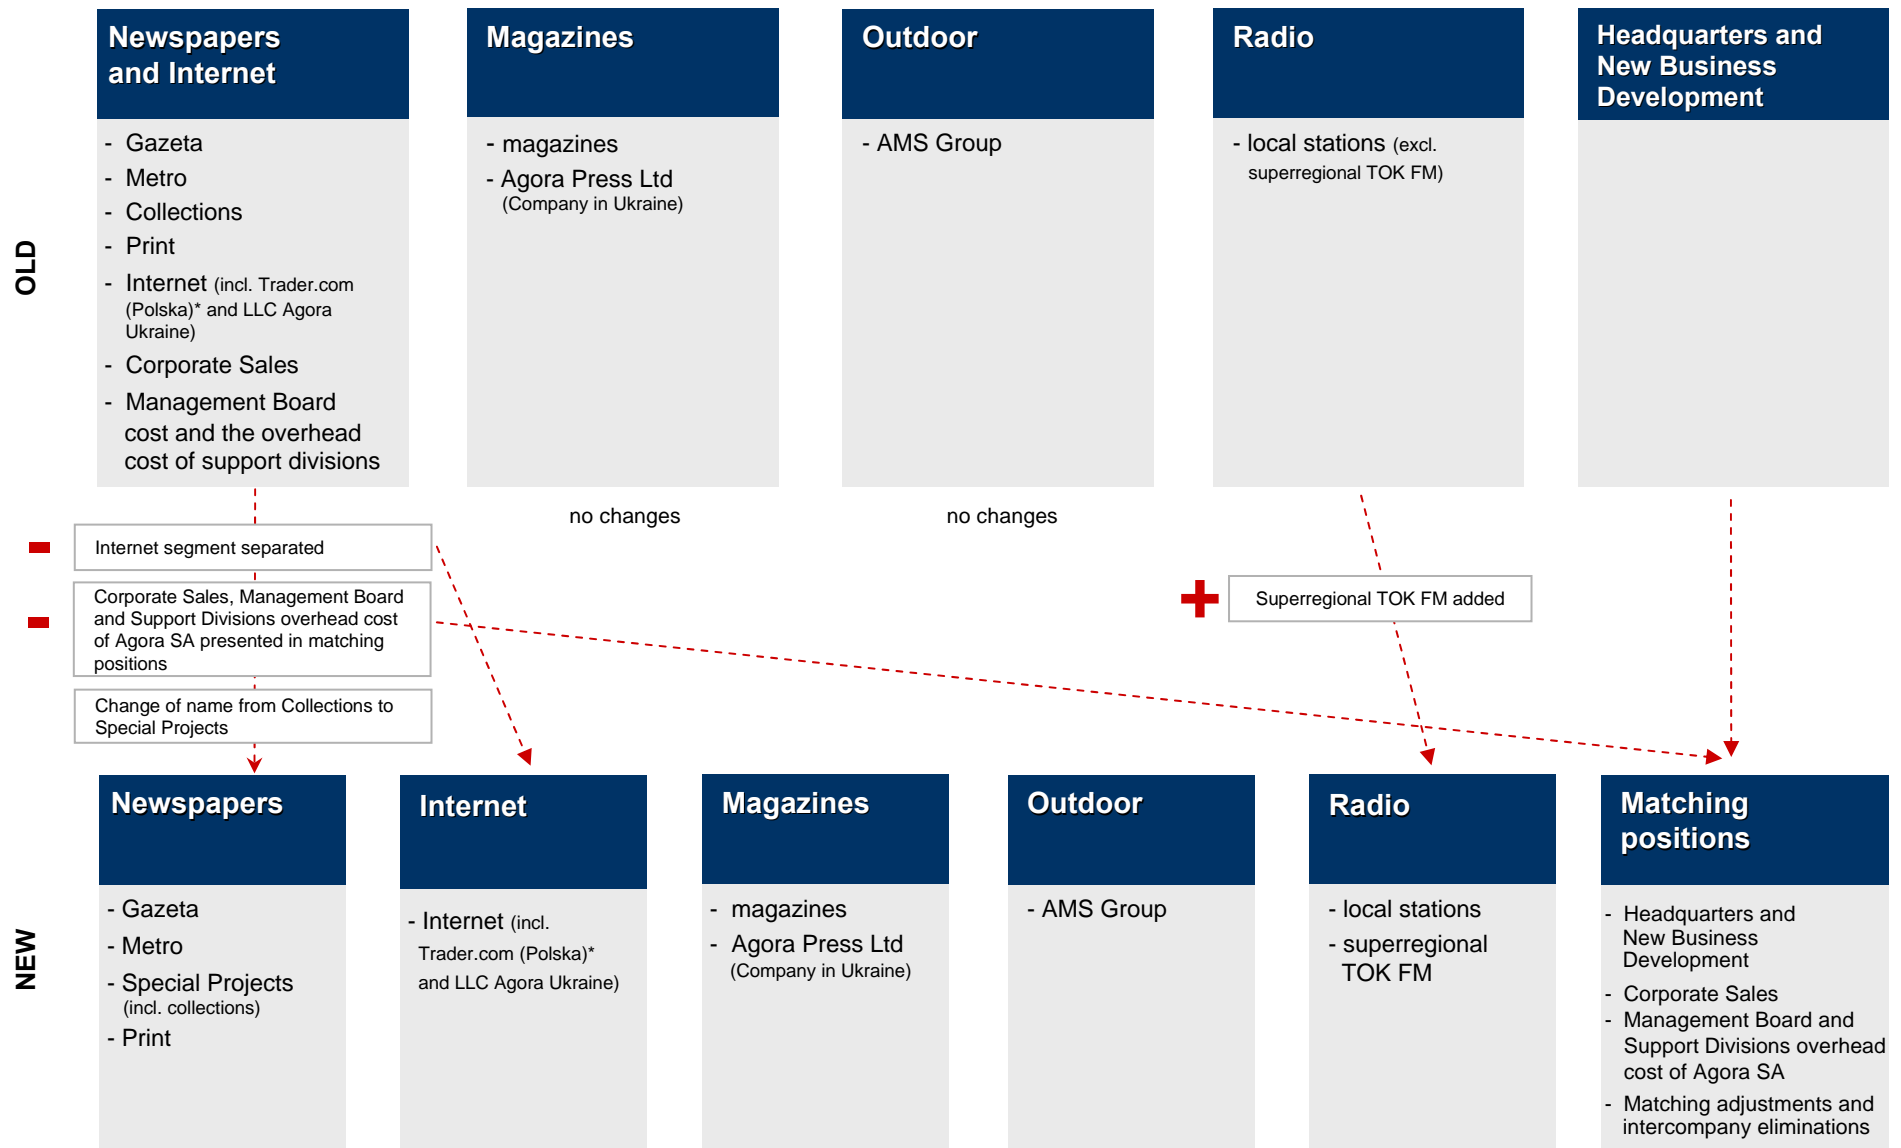 OLD
Newspapers
and Internet
- Gazeta
- Metro
- Collections
- Print
- Internet (incl. Trader.com
(Polska)* and LLC Agora
Ukraine)
- Corporate Sales
- Management Board
cost and the overhead
cost of support divisions
Magazines
- magazines
- Agora Press Ltd
(Company in Ukraine)
Outdoor
- AMS Group
Radio
- local stations (excl.
superregional TOK FM)
Headquarters and
New Business
Development
no changes
no changes
Internet segment separated
Corporate Sales, Management Board
and Support Divisions overhead cost
of Agora SA presented in matching
positions
Change of name from Collections to
Special Projects
Superregional TOK FM added
NEW
Newspapers
- Gazeta
- Metro
- Special Projects
(incl. collections)
- Print
Internet
- Internet (incl.
Trader.com (Polska)*
and LLC Agora Ukraine)
Magazines
- magazines
- Agora Press Ltd
(Company in Ukraine)
Outdoor
- AMS Group
Radio
- local stations
- superregional
TOK FM
Matching
positions
- Headquarters and
New Business
Development
- Corporate Sales
- Management Board and
Support Divisions overhead
cost of Agora SA
- Matching adjustments and
intercompany eliminations